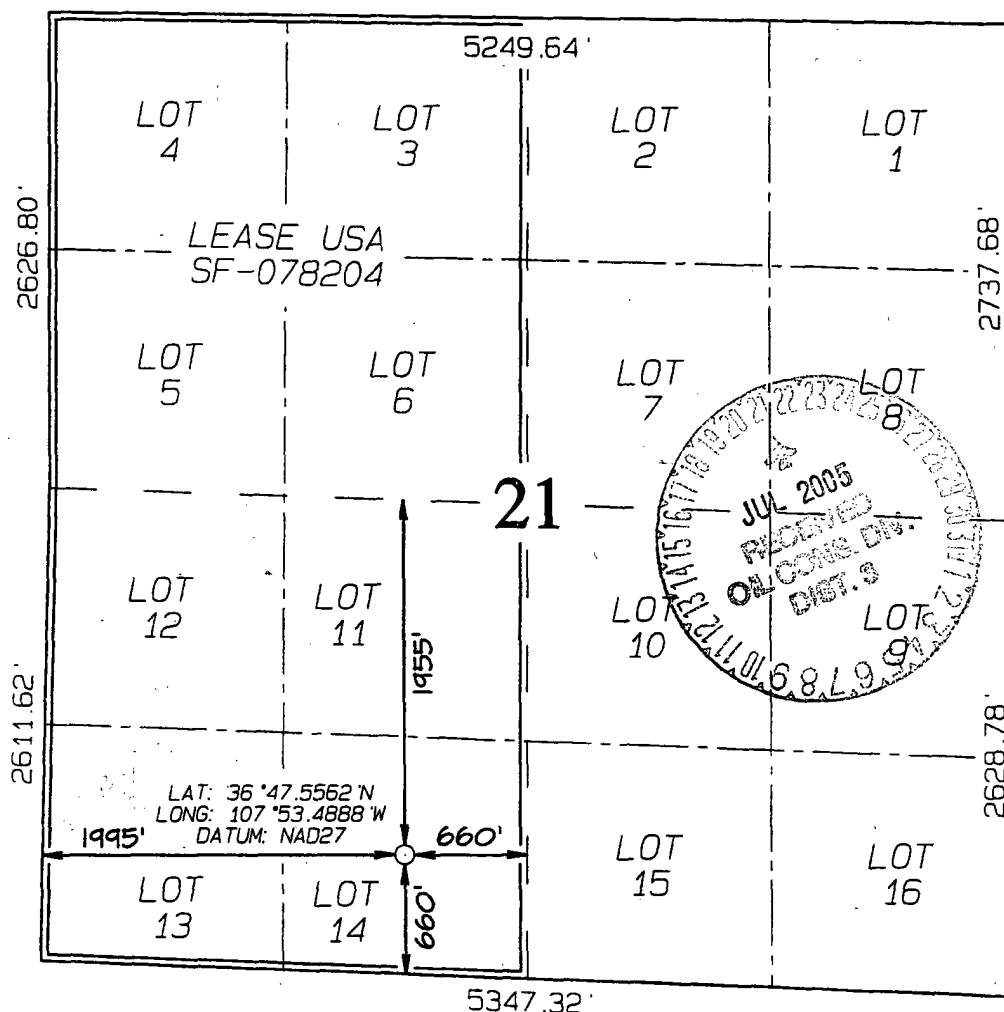 5249.64'
LOT
4
LOT
3
LOT
2
LOT
1
2626.80'
LEASE USA
SF-078204
2737.68'
LOT
5
LOT
6
LOT
7
LOT
8
21
JUL 2005
RECEIVED
OIL CONS. DIV.
DIST. 3
LOT
12
LOT
11
1955'
LOT
10
LOT
9
2611.62'
2628.78'
LAT: 36°47.5562'N
LONG: 107°53.4888'W
DATUM: NAD27
1995'
660'
LOT
13
LOT
14
660'
LOT
15
LOT
16
5347.32'